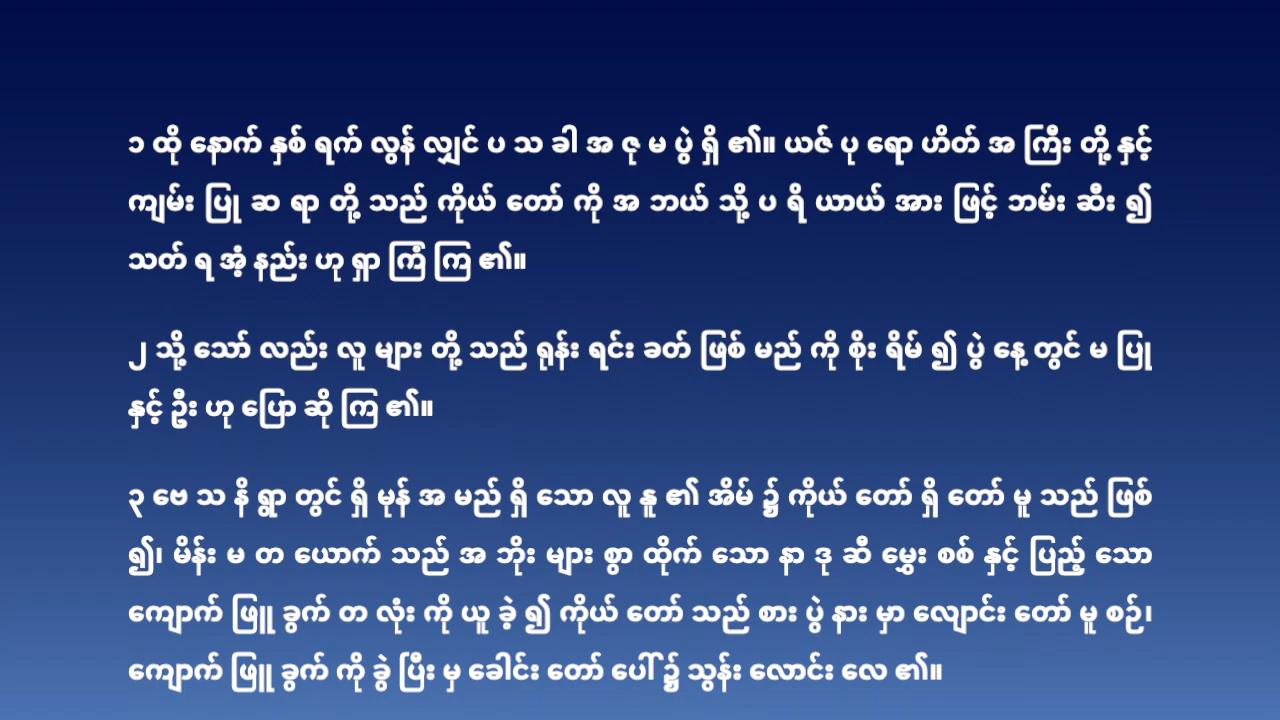 ၁ ထို နောက် နှစ် ရက် လွန် လျှင် ပ သ ခါ အ ဇု မ ပွဲ ရှိ ၏။ ယဇ် ပု ရော ဟိတ် အ ကြီး တို့ နှင့်
ကျမ်း ပြု ဆ ရာ တို့ သည် ကိုယ် တော် ကို အ ဘယ် သို့ ပ ရိ ယာယ် အား ဖြင့် ဘမ်း ဆီး ၍
သတ် ရ အံ့ နည်း ဟု ရှာ ကြံ ကြ ၏။
၂ သို့ သော် လည်း လူ များ တို့ သည် ရုန်း ရင်း ခတ် ဖြစ် မည် ကို စိုး ရိမ် ၍ ပွဲ နေ့ တွင် မ ပြု
နှင့် ဦး ဟု ပြော ဆို ကြ ၏။
၃ ဗေ သ နိ ရွာ တွင် ရှိ မုန် အ မည် ရှိ သော လူ နူ ၏ အိမ် ၌ ကိုယ် တော် ရှိ တော် မူ သည် ဖြစ်
၍၊ မိန်း မ တ ယောက် သည် အ ဘိုး များ စွာ ထိုက် သော နာ ဒု ဆီ မွှေး စစ် နှင့် ပြည့် သော
ကျောက် ဖြူ ခွက် တ လုံး ကို ယူ ခဲ့ ၍ ကိုယ် တော် သည် စား ပွဲ နား မှာ လျောင်း တော် မူ စဉ်၊
ကျောက် ဖြူ ခွက် ကို ခွဲ ပြီး မှ ခေါင်း တော် ပေါ် ၌ သွန်း လောင်း လေ ၏။